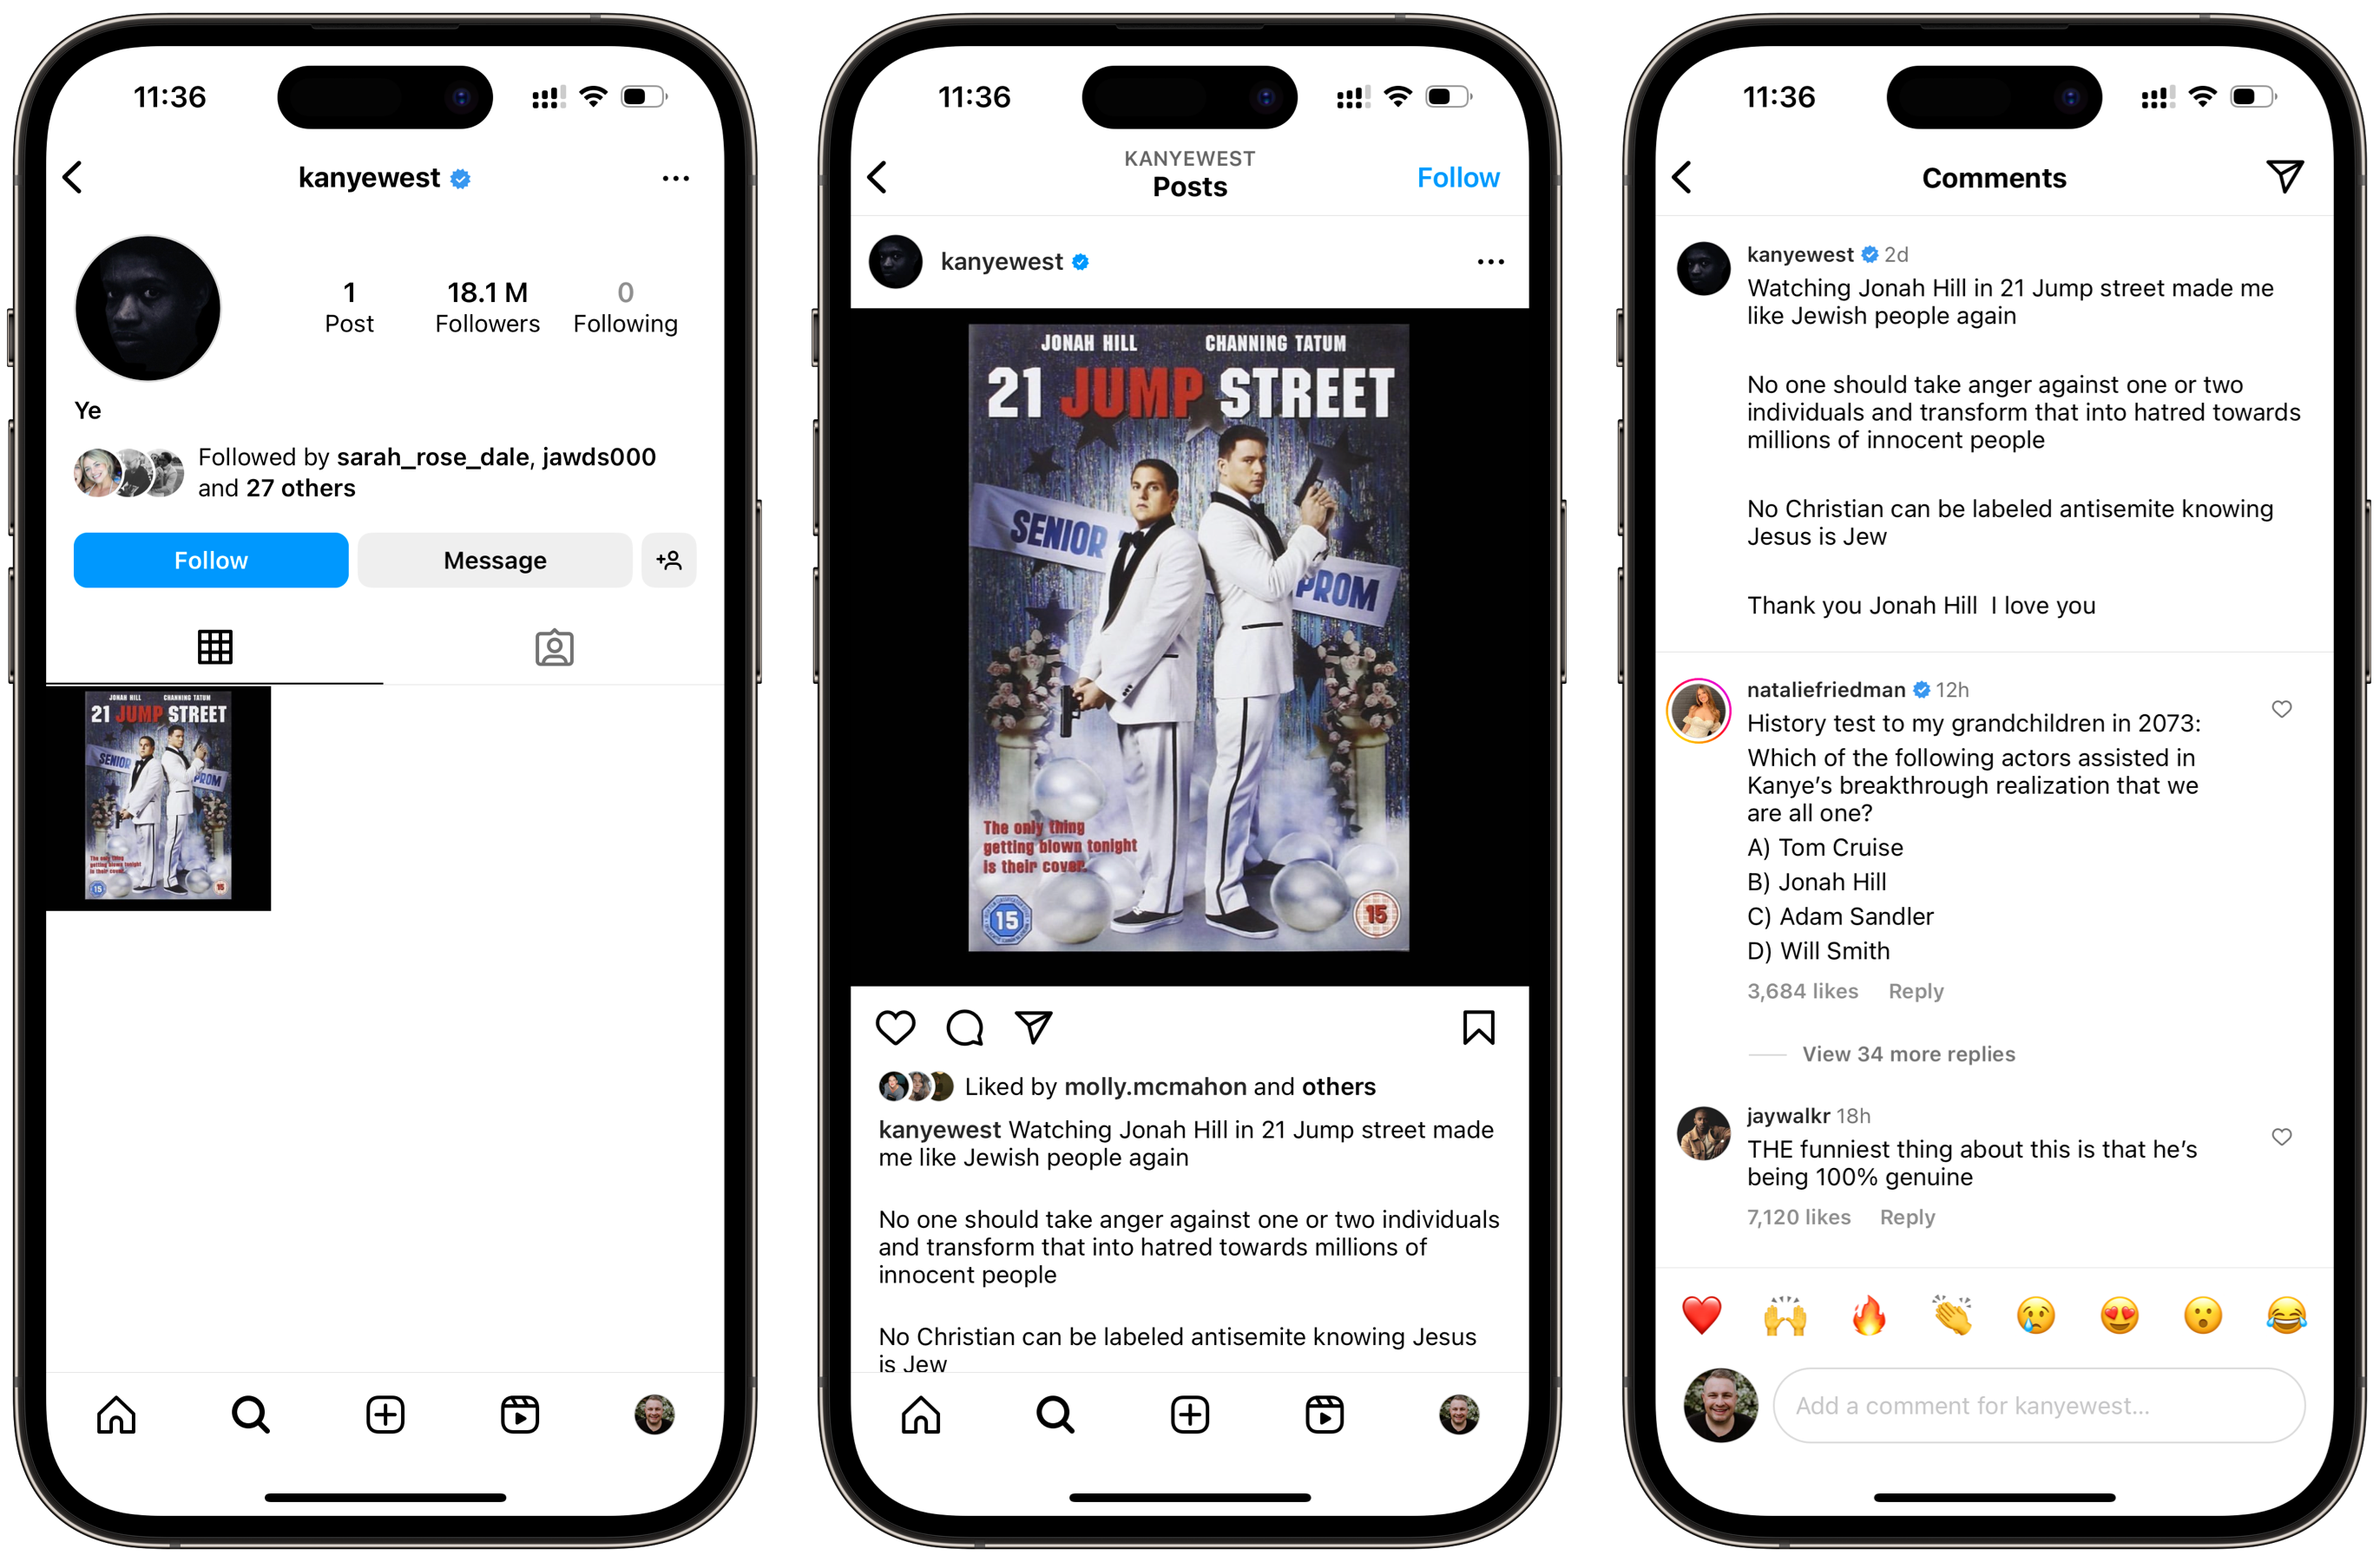 11:36
kanyewest
1
Post
18.1 M
Followers
0
Following
Ye
Followed by sarah_rose_dale, jawds000
and 27 others
Follow
Message
JONAH HILL CHANNING TATUM
21 JUMP STREET
SENIOR
PROM
The only thing
getting blown tonight
is their cover.
15
15
11:36
KANYEWEST
Posts
Follow
kanyewest
JONAH HILL CHANNING TATUM
21 JUMP STREET
SENIOR
PROM
The only thing
getting blown tonight
is their cover.
15
15
Liked by molly.mcmahon and others
kanyewest Watching Jonah Hill in 21 Jump street made
me like Jewish people again
No one should take anger against one or two individuals
and transform that into hatred towards millions of
innocent people
No Christian can be labeled antisemite knowing Jesus
is Jew
11:36
Comments
kanyewest 2d
Watching Jonah Hill in 21 Jump street made me
like Jewish people again
No one should take anger against one or two
individuals and transform that into hatred towards
millions of innocent people
No Christian can be labeled antisemite knowing
Jesus is Jew
Thank you Jonah Hill  I love you
nataliefriedman 12h
History test to my grandchildren in 2073:
Which of the following actors assisted in
Kanye’s breakthrough realization that we
are all one?
A) Tom Cruise
B) Jonah Hill
C) Adam Sandler
D) Will Smith
3,684 likes Reply
View 34 more replies
jaywalkr 18h
THE funniest thing about this is that he’s
being 100% genuine
7,120 likes Reply
Add a comment for kanyewest...